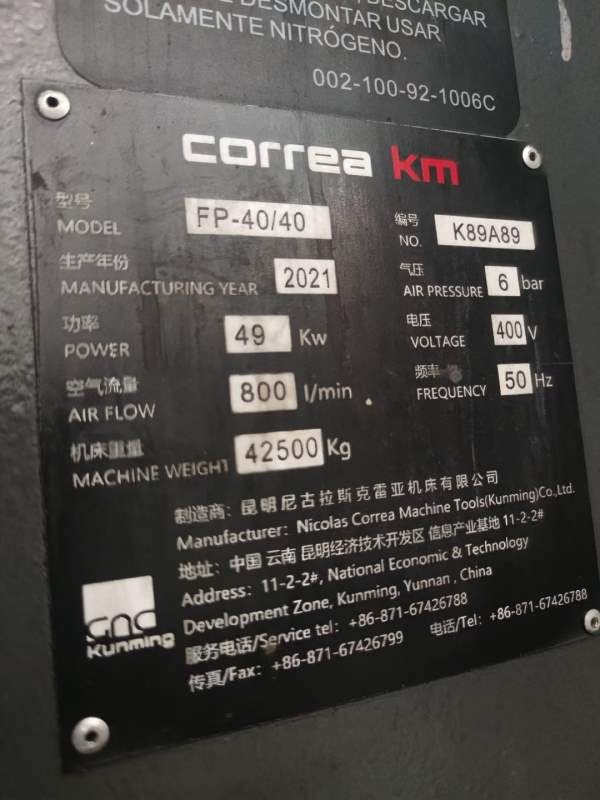 DESCARGAR
DESMONTAR USAR
SOLAMENTE NITRÓGENO.
002-100-92-1006C
correa km
型号
MODEL FP-40/40
编号
NO. K89A89
生产年份
MANUFACTURING YEAR 2021
气压
AIR PRESSURE 6 bar
功率
POWER 49 Kw
电压
VOLTAGE 400 V
空气流量
AIR FLOW 800 l/min
频率
FREQUENCY 50 Hz
机床重量
MACHINE WEIGHT 42500 Kg
制造商: 昆明尼古拉斯克雷亚机床有限公司
Manufacturer: Nicolas Correa Machine Tools(Kunming)Co.,Ltd.
地址: 中国 云南 昆明经济技术开发区 信息产业基地 11-2-2#
Address: 11-2-2#, National Economic & Technology
Development Zone, Kunming, Yunnan , China
服务电话/Service tel: +86-871-67426788
电话/Tel: +86-871-67426788
传真/Fax: +86-871-67426799
GNC
Kunming